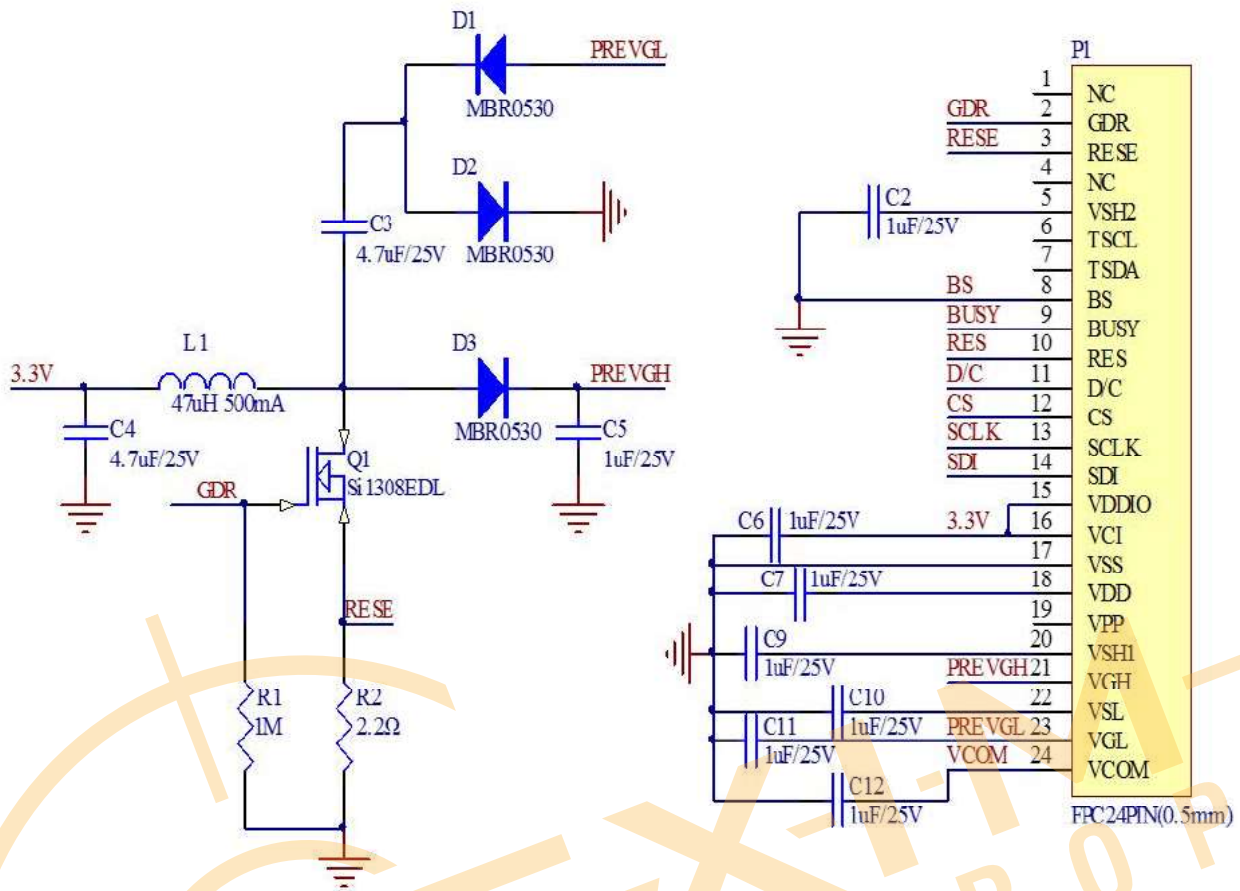 D1
PREVGL
MBR0530
D2
MBR0530
C3
4.7uF/25V
L1
3.3V
47uH 500mA
D3
PREVGH
MBR0530
C4
4.7uF/25V
C5
1uF/25V
Q1
Si1308EDL
GDR
RESE
R1
1M
R2
2.2Ω
P1
1 NC
GDR 2 GDR
RESE 3 RESE
4 NC
C2
1uF/25V
5 VSH2
6 TSCL
7 TSDA
BS 8 BS
BUSY 9 BUSY
RES 10 RES
D/C 11 D/C
CS 12 CS
SCLK 13 SCLK
SDI 14 SDI
15 VDDIO
C6 1uF/25V 3.3V 16 VCI
17 VSS
C7 1uF/25V 18 VDD
19 VPP
C9
1uF/25V
20 VSH1
PREVGH 21 VGH
C10
1uF/25V
22 VSL
C11
1uF/25V
PREVGL 23 VGL
VCOM 24 VCOM
C12
1uF/25V
FPC24PIN(0.5mm)